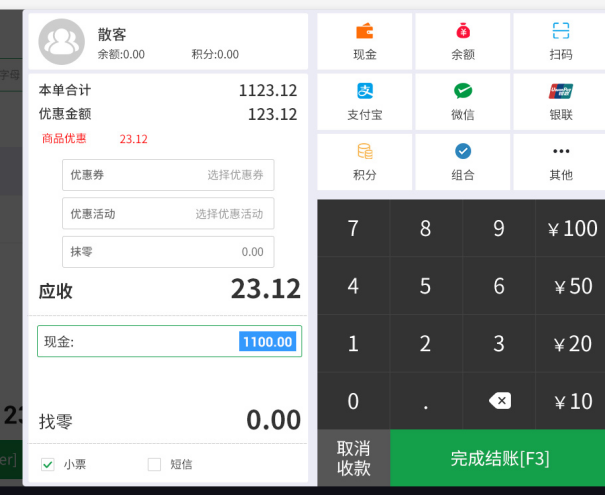 散客
余额:0.00 积分:0.00
本单合计 1123.12
优惠金额 123.12
商品优惠 23.12
优惠券 选择优惠券
优惠活动 选择优惠活动
抹零 0.00
应收 23.12
现金: 1100.00
找零 0.00
小票 短信
现金 余额 扫码
支付宝 微信 银联
积分 组合 其他
7 8 9 ¥100
4 5 6 ¥50
1 2 3 ¥20
0 . ¥10
取消
收款
完成结账[F3]
字母
23
er]